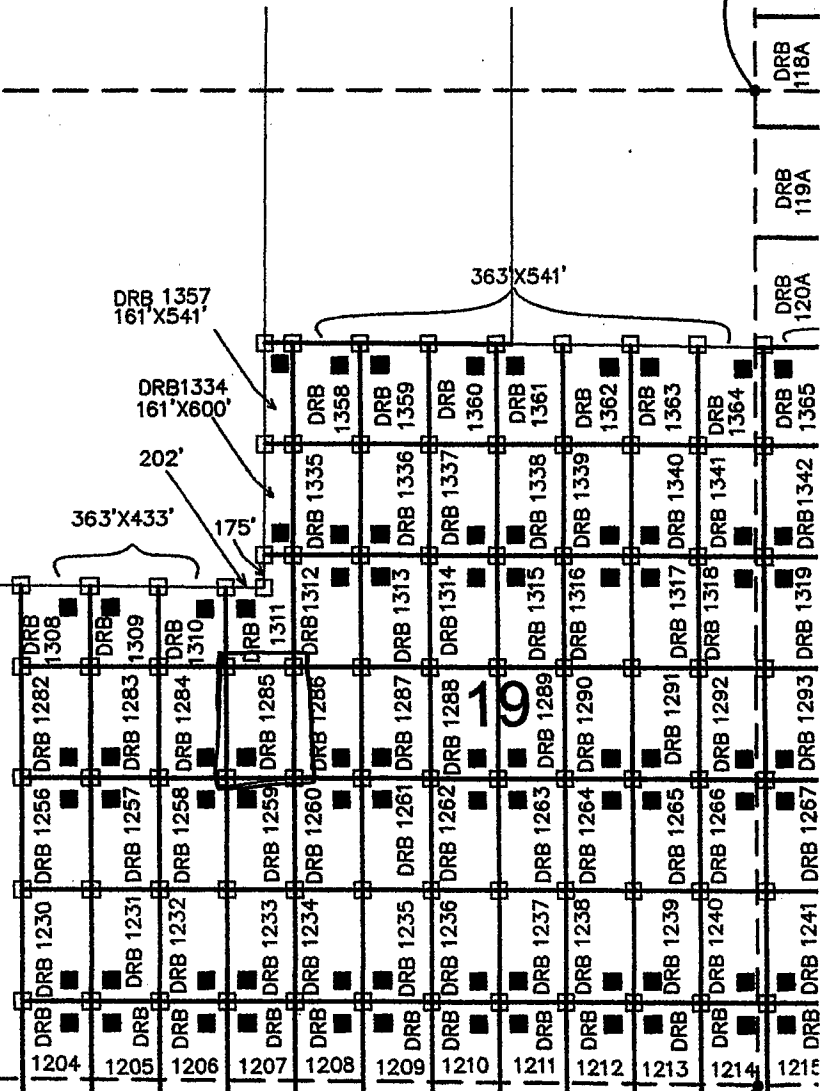 DRB
118A
DRB
119A
DRB
120A
363'X541'
DRB 1357
161'X541'
DRB1334
161'X600'
202'
363'X433'
175'
DRB
1358
DRB
1359
DRB
1360
DRB
1361
DRB
1362
DRB
1363
DRB
1364
DRB
1365
DRB 1335
DRB 1336
DRB 1337
DRB 1338
DRB 1339
DRB 1340
DRB 1341
DRB1342
DRB
1308
DRB
1309
DRB
1310
DRB
1311
DRB1312
DRB 1313
DRB 1314
DRB 1315
DRB 1316
DRB 1317
DRB 1318
DRB 1319
DRB 1282
DRB 1283
DRB 1284
DRB 1285
DRB 1286
DRB 1287
DRB 1288
19
DRB 1289
DRB 1290
DRB 1291
DRB 1292
DRB 1293
DRB 1256
DRB 1257
DRB 1258
DRB 1259
DRB 1260
DRB 1261
DRB 1262
DRB 1263
DRB 1264
DRB 1265
DRB 1266
DRB 1267
DRB 1230
DRB 1231
DRB 1232
DRB 1233
DRB 1234
DRB 1235
DRB 1236
DRB 1237
DRB 1238
DRB 1239
DRB 1240
DRB 1241
DRB
1204
DRB
1205
DRB
1206
DRB
1207
DRB
1208
DRB
1209
DRB
1210
DRB
1211
DRB
1212
DRB
1213
DRB
1214
DRB
1215